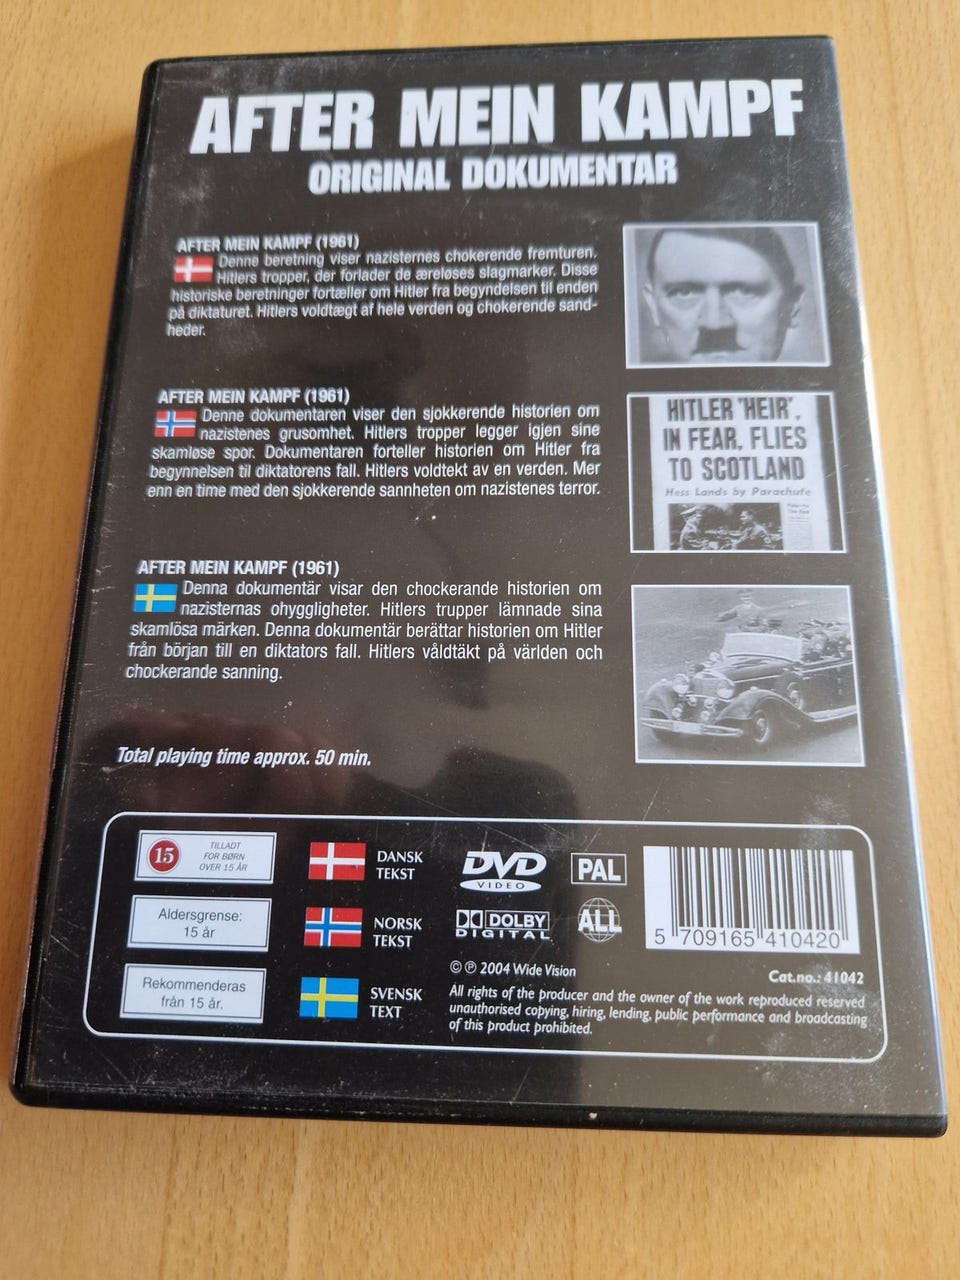 AFTER MEIN KAMPF
ORIGINAL DOKUMENTAR
AFTER MEIN KAMPF (1961)
Denne beretning viser nazisternes chokerende fremturen.
Hitlers tropper, der forlader de æreløses slagmarker. Disse
historiske beretninger fortæller om Hitler fra begyndelsen til enden
på diktaturet. Hitlers voldtægt af hele verden og chokerende sand-
heder.
AFTER MEIN KAMPF (1961)
Denne dokumentaren viser den sjokkerende historien om
nazistenes grusomhet. Hitlers tropper legger igjen sine
skamløse spor. Dokumentaren forteller historien om Hitler fra
begynnelsen til diktatorens fall. Hitlers voldtekt av en verden. Mer
enn en time med den sjokkerende sannheten om nazistenes terror.
HITLER 'HEIR',
IN FEAR, FLIES
TO SCOTLAND
Hess Lands by Parachute
AFTER MEIN KAMPF (1961)
Denna dokumentär visar den chockerande historien om
nazisternas ohyggligheter. Hitlers trupper lämnade sina
skamlösa märken. Denna dokumentär berättar historien om Hitler
från början till en diktators fall. Hitlers våldtäkt på världen och
chockerande sanning.
Total playing time approx. 50 min.
15
TILLADT
FOR BØRN
OVER 15 ÅR
Aldersgrense:
15 år
Rekommenderas
från 15 år.
DANSK
TEKST
NORSK
TEKST
SVENSK
TEXT
DVD
VIDEO
PAL
DOLBY
DIGITAL
ALL
5 709165 410420
© ℗ 2004 Wide Vision
Cat.no.: 41042
All rights of the producer and the owner of the work reproduced reserved
unauthorised copying, hiring, lending, public performance and broadcasting
of this product prohibited.